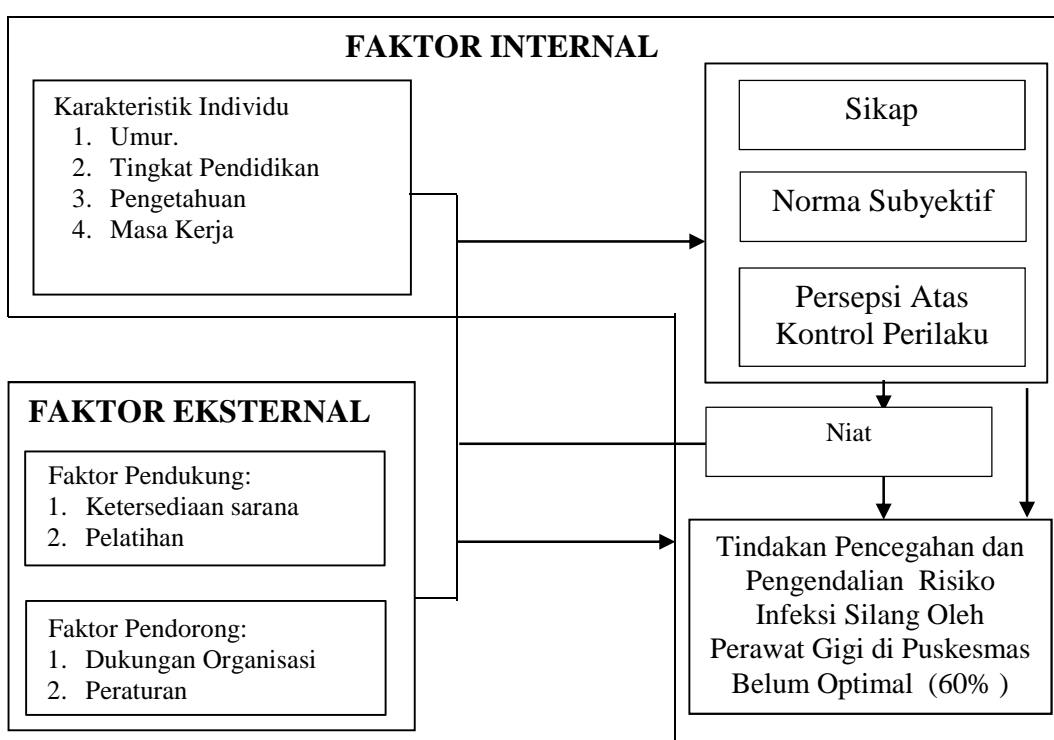 FAKTOR INTERNAL
Karakteristik Individu
1. Umur.
2. Tingkat Pendidikan
3. Pengetahuan
4. Masa Kerja
Sikap
Norma Subyektif
Persepsi Atas
Kontrol Perilaku
FAKTOR EKSTERNAL
Faktor Pendukung:
1. Ketersediaan sarana
2. Pelatihan
Faktor Pendorong:
1. Dukungan Organisasi
2. Peraturan
Niat
Tindakan Pencegahan dan
Pengendalian Risiko
Infeksi Silang Oleh
Perawat Gigi di Puskesmas
Belum Optimal (60% )